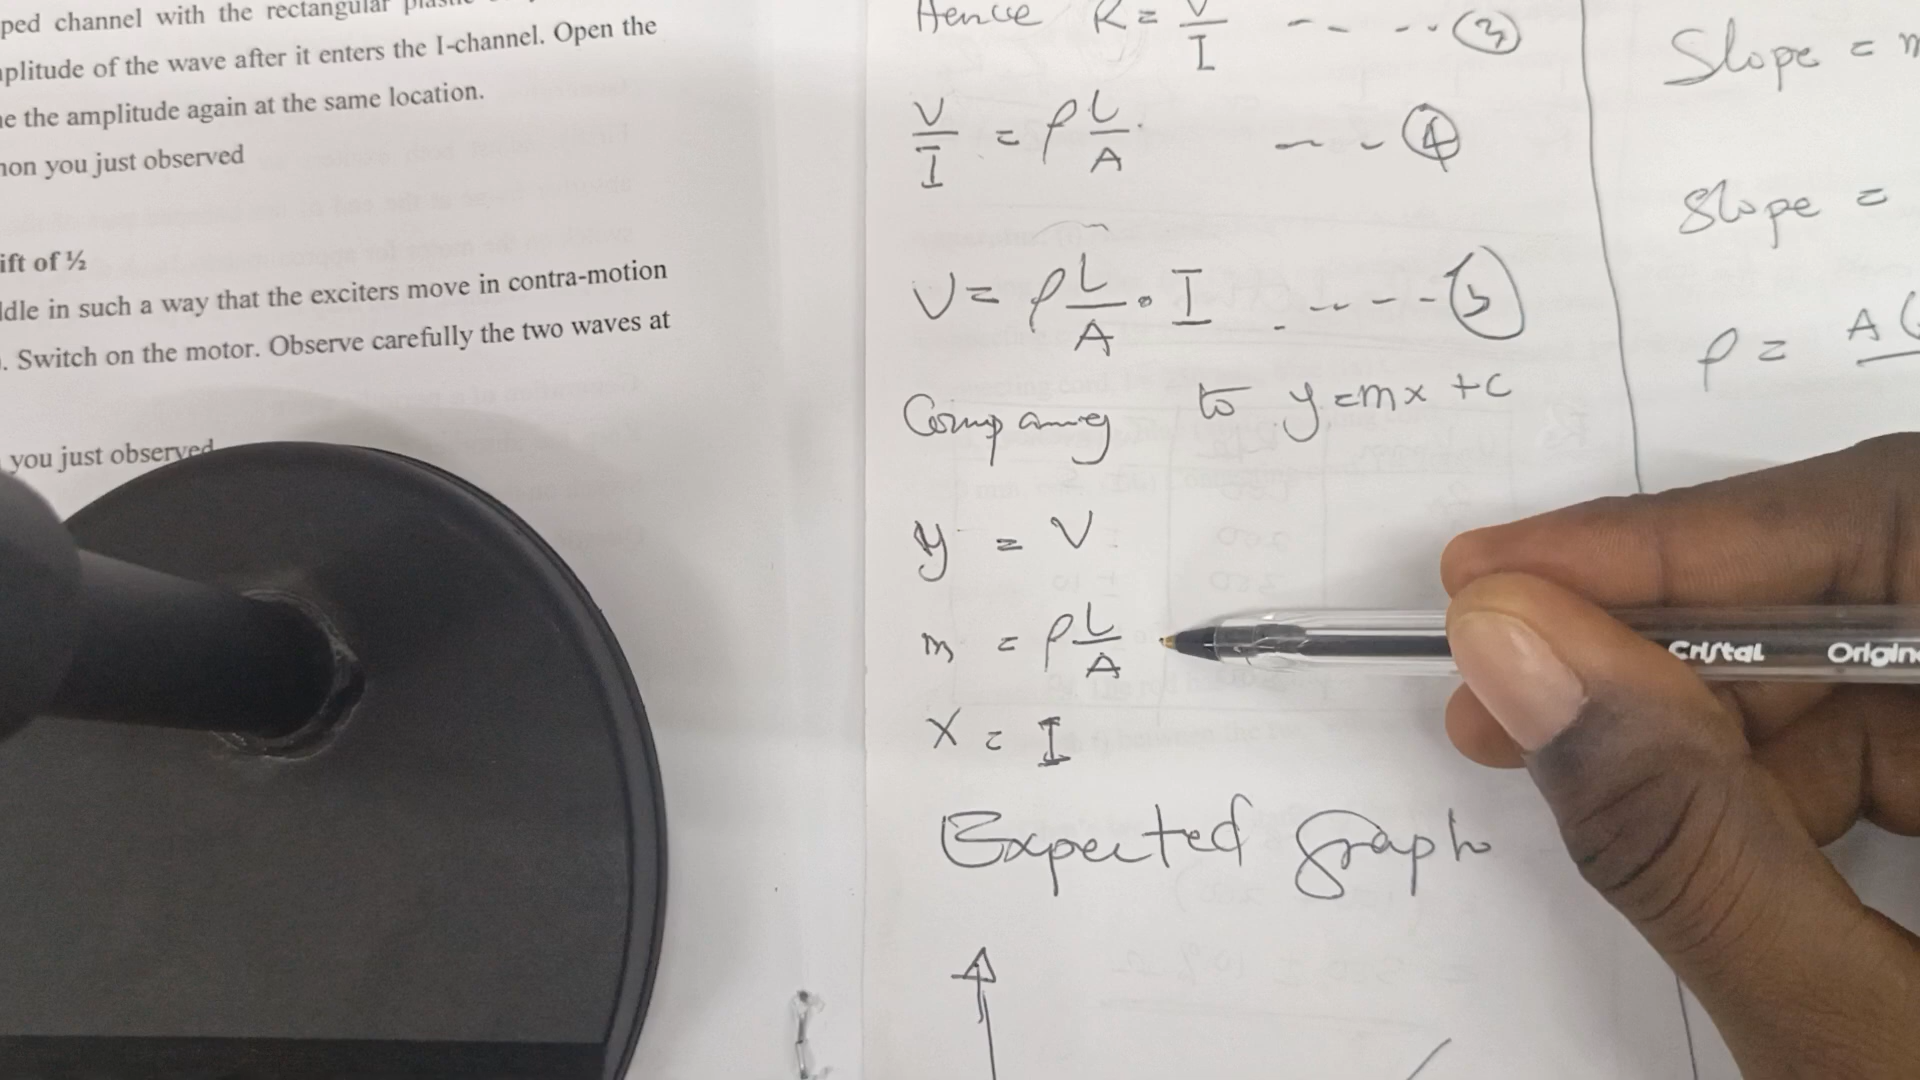 ped channel with the rectangular
plitude of the wave after it enters the I-channel. Open the
e the amplitude again at the same location.
non you just observed
ift of ½
dle in such a way that the exciters move in contra-motion
. Switch on the motor. Observe carefully the two waves at
you just observed
Hence R = V/I - - - - - ③
V/I = ρ L/A - - - ④
V = ρ L/A . I - - - - ⑤
Comparing to y = mx + c
y = V
m = ρ L/A
x = I
Expected graph
Slope = m
Slope =
ρ = A (
Cristal Origin